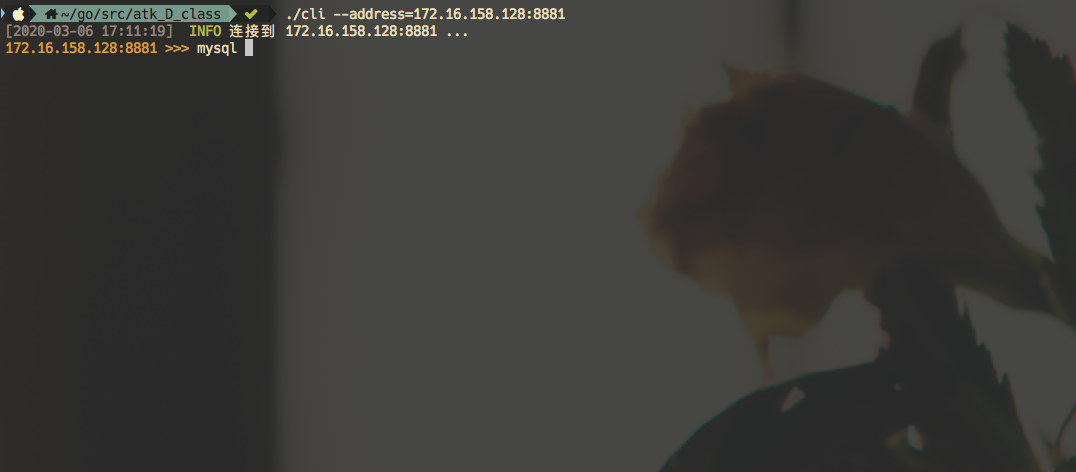 ~/go/src/atk_D_class ✔ ./cli --address=172.16.158.128:8881
[2020-03-06 17:11:19] INFO 连接到 172.16.158.128:8881 ...
172.16.158.128:8881 >>> mysql